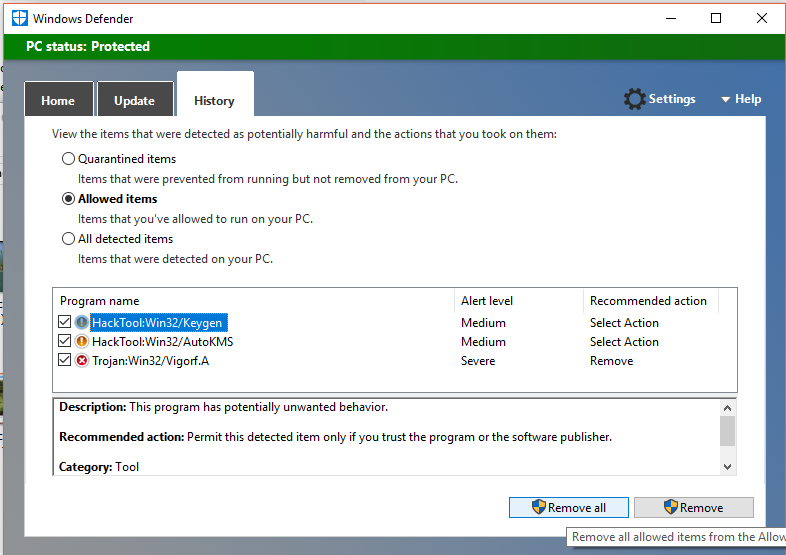 Windows Defender
PC status: Protected
Home Update History Settings Help
View the items that were detected as potentially harmful and the actions that you took on them:
Quarantined items
Items that were prevented from running but not removed from your PC.
Allowed items
Items that you've allowed to run on your PC.
All detected items
Items that were detected on your PC.
Program name Alert level Recommended action
HackTool:Win32/Keygen Medium Select Action
HackTool:Win32/AutoKMS Medium Select Action
Trojan:Win32/Vigorf.A Severe Remove
Description: This program has potentially unwanted behavior.
Recommended action: Permit this detected item only if you trust the program or the software publisher.
Category: Tool
Remove all Remove
Remove all allowed items from the Allow